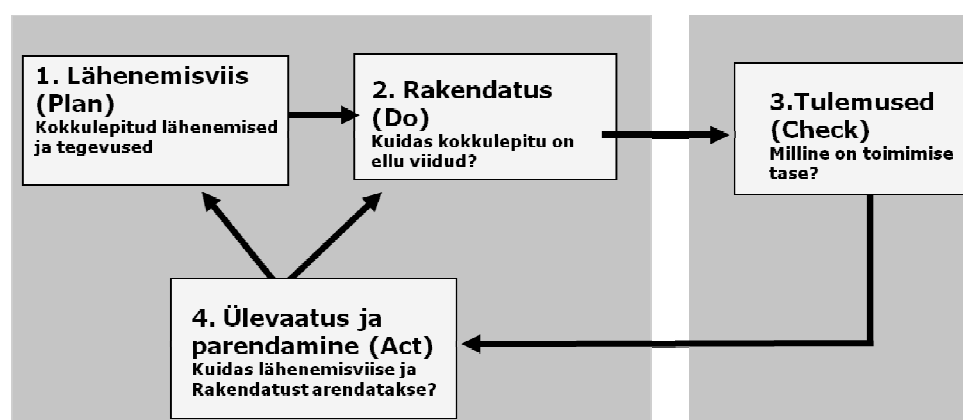 1. Lähenemisviis
(Plan)
Kokkulepitud lähenemised
ja tegevused
2. Rakendatus
(Do)
Kuidas kokkulepitu on
ellu viidud?
3.Tulemused
(Check)
Milline on toimimise
tase?
4. Ülevaatus ja
parendamine (Act)
Kuidas lähenemisviise ja
Rakendatust arendatakse?